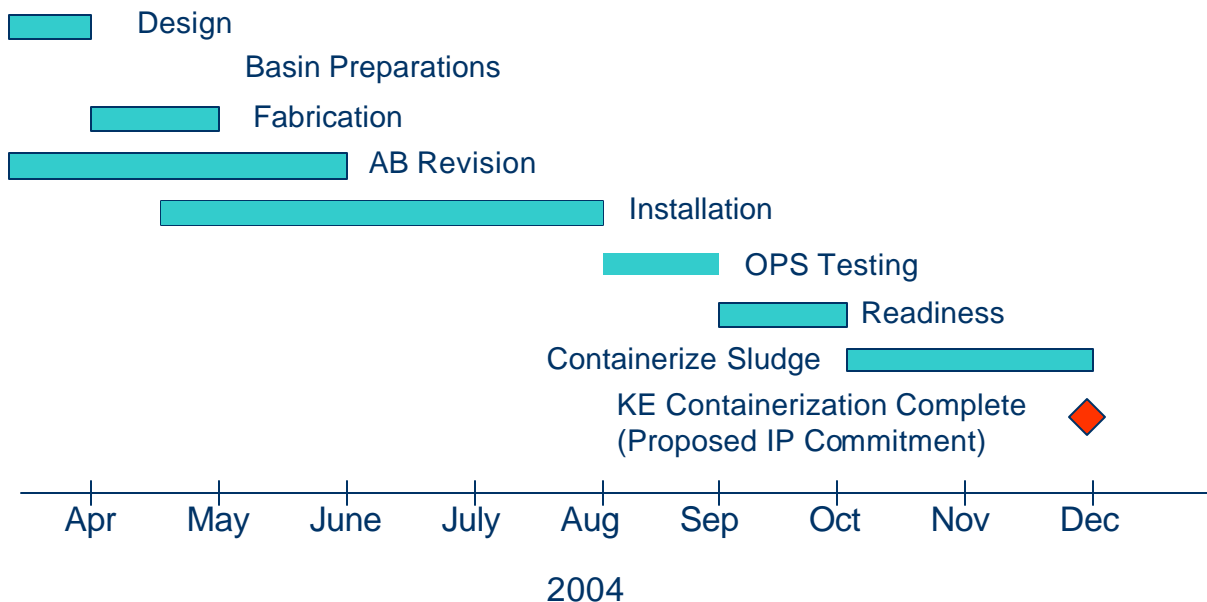 Design
Basin Preparations
Fabrication
AB Revision
Installation
OPS Testing
Readiness
Containerize Sludge
KE Containerization Complete
(Proposed IP Commitment)
Apr May June July Aug Sep Oct Nov Dec
2004